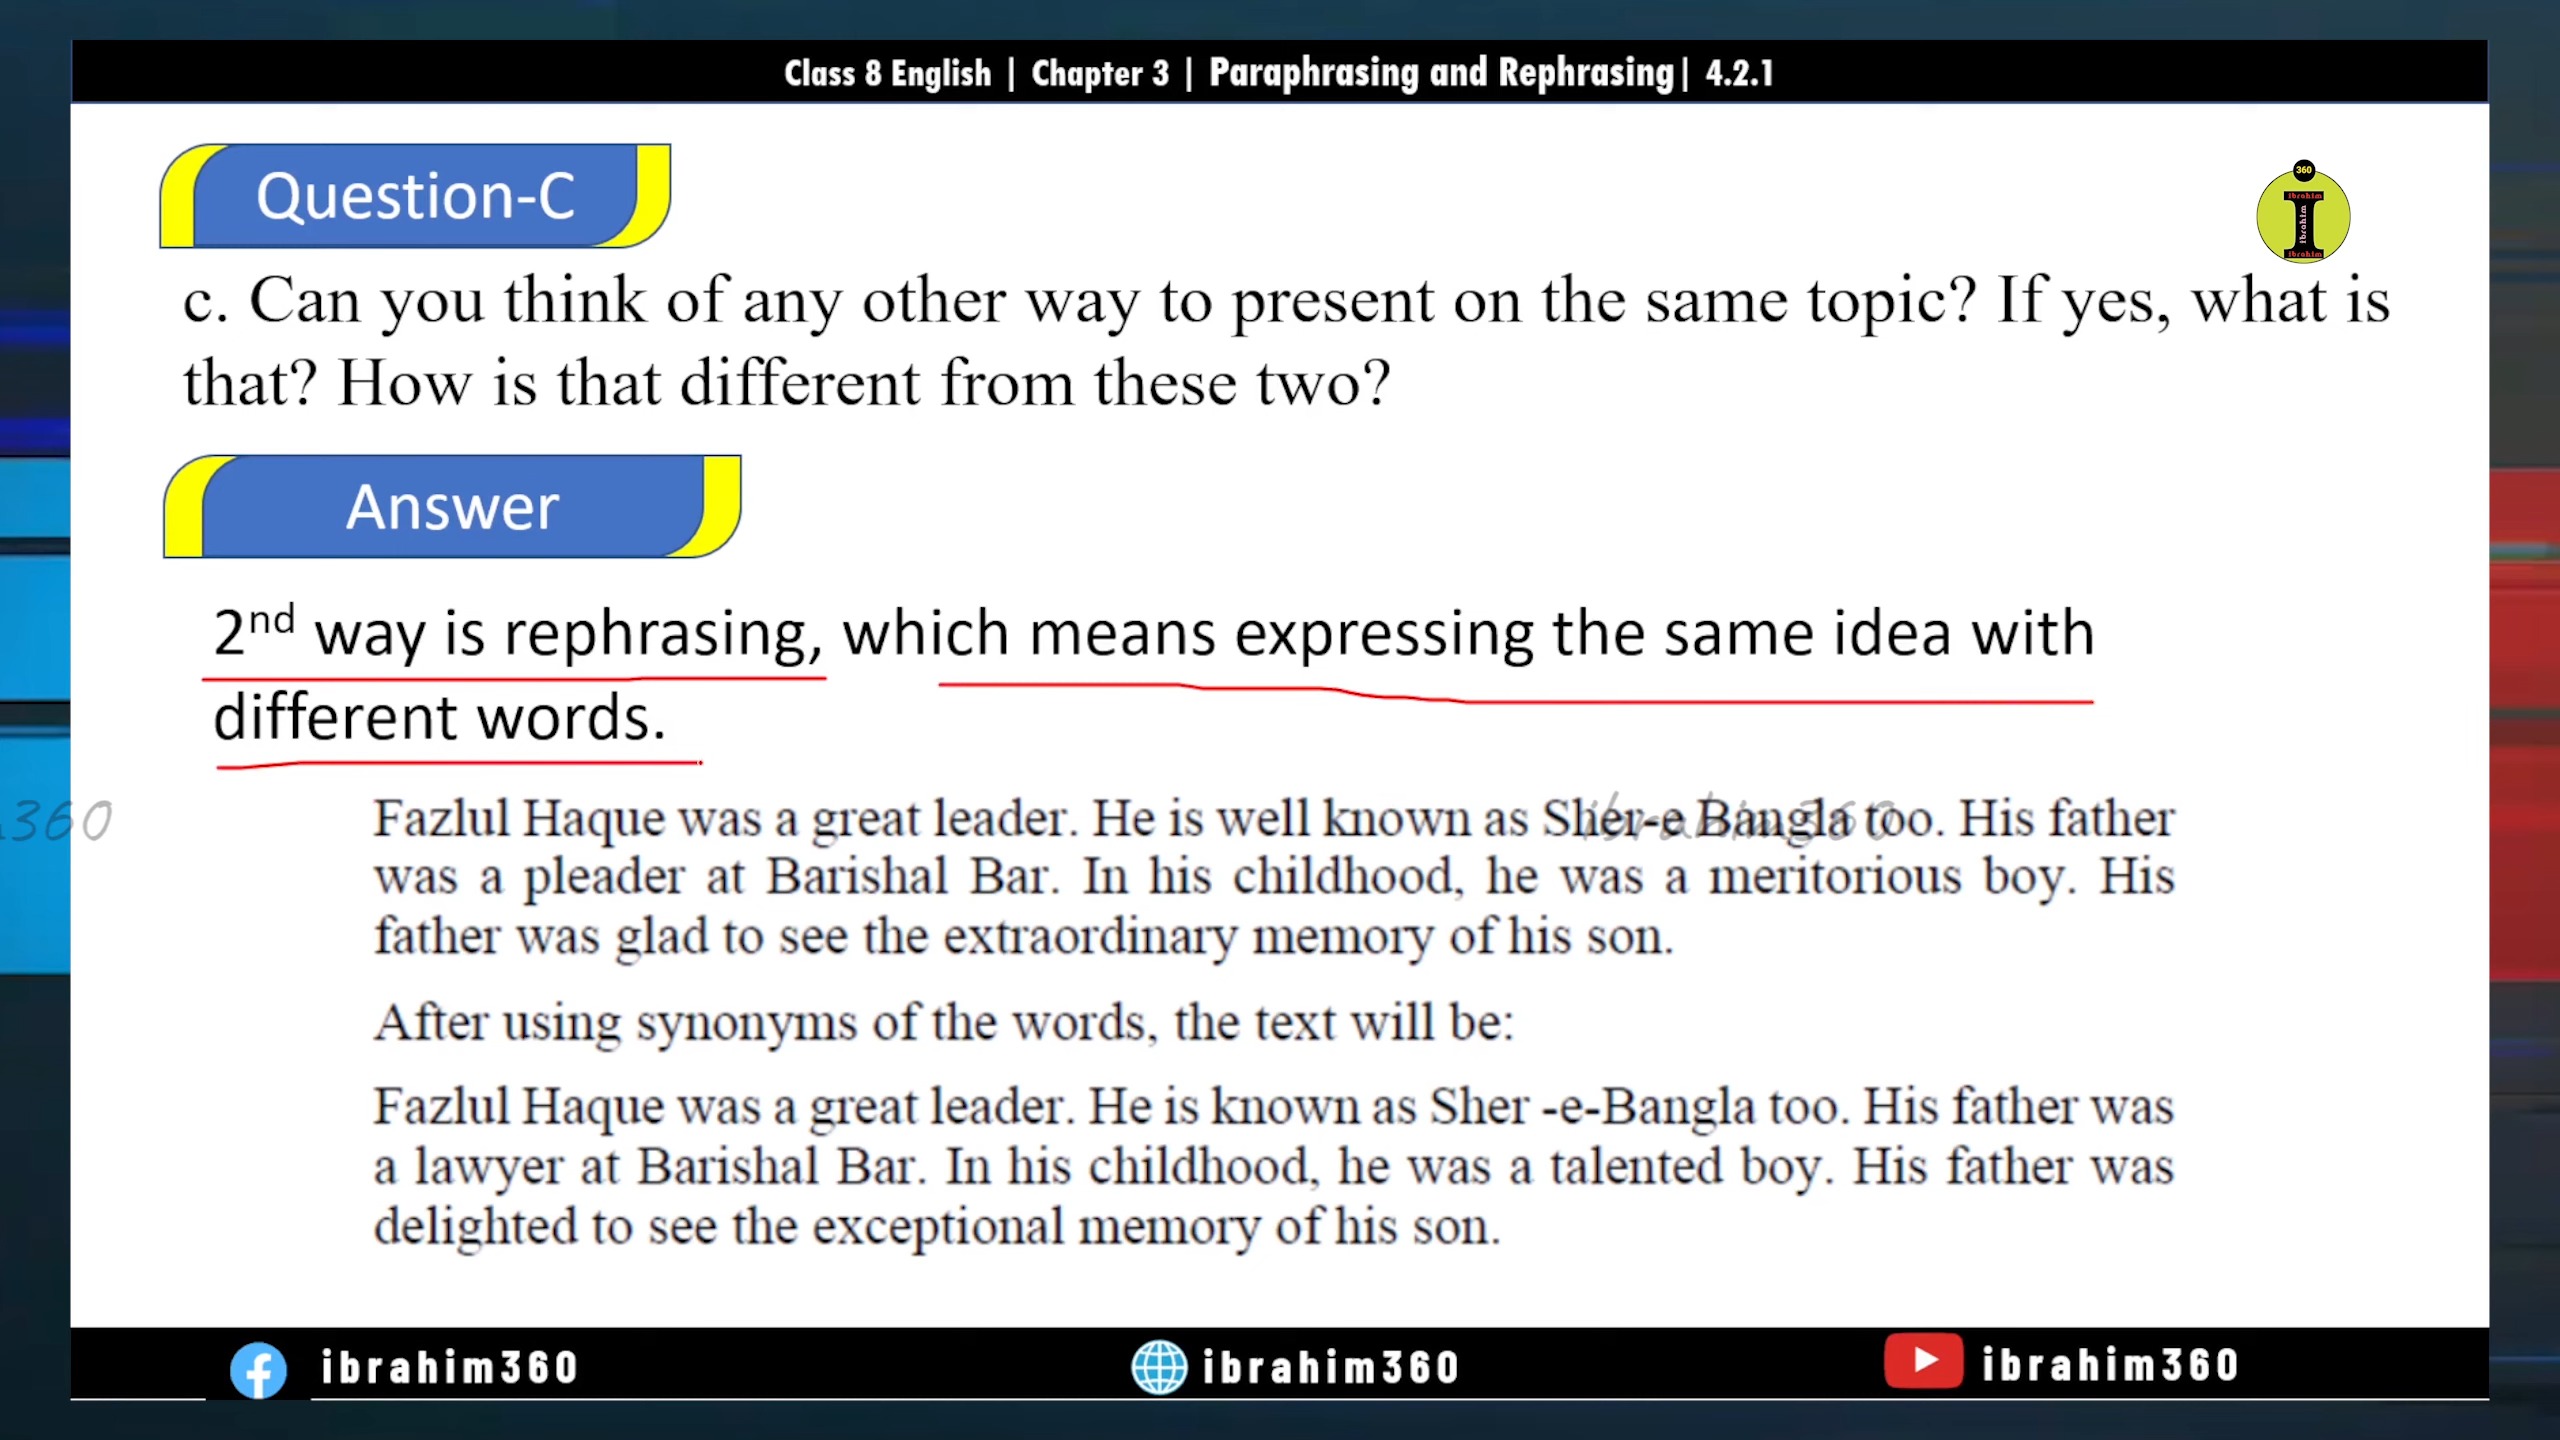 Class 8 English | Chapter 3 | Paraphrasing and Rephrasing| 4.2.1
Question-C
360
ibrahim
ibrahim
ibrahim
c. Can you think of any other way to present on the same topic? If yes, what is
that? How is that different from these two?
Answer
2nd way is rephrasing, which means expressing the same idea with
different words.
360
ibrahim360
Fazlul Haque was a great leader. He is well known as Sher-e Bangla too. His father
was a pleader at Barishal Bar. In his childhood, he was a meritorious boy. His
father was glad to see the extraordinary memory of his son.
After using synonyms of the words, the text will be:
Fazlul Haque was a great leader. He is known as Sher -e-Bangla too. His father was
a lawyer at Barishal Bar. In his childhood, he was a talented boy. His father was
delighted to see the exceptional memory of his son.
ibrahim360
ibrahim360
ibrahim360